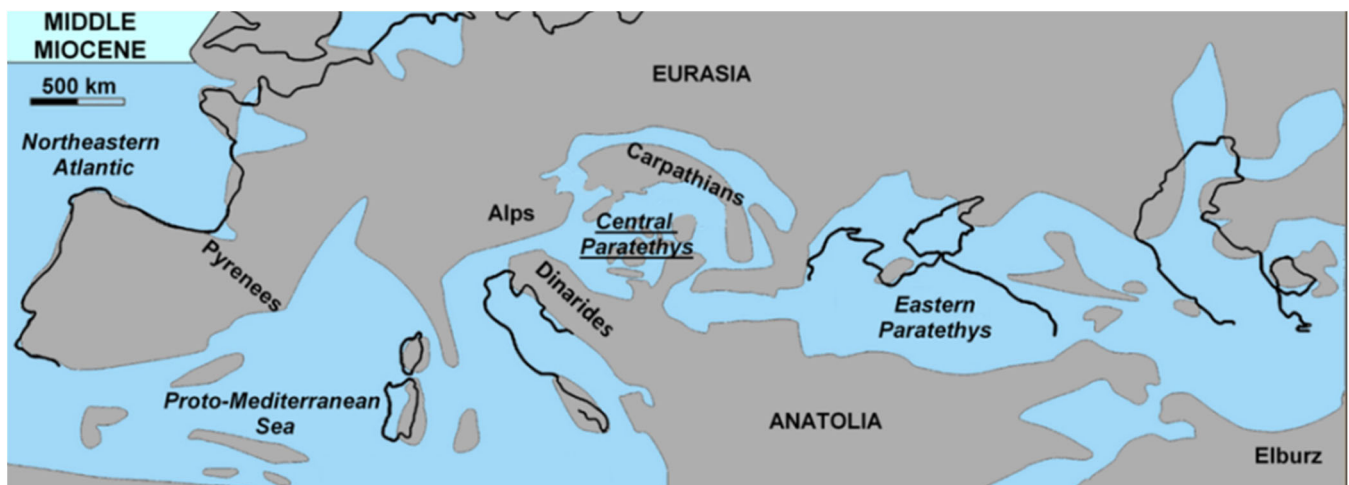 MIDDLE
MIOCENE
500 km
EURASIA
Northeastern
Atlantic
Carpathians
Alps
Central
Paratethys
Pyrenees
Dinarides
Eastern
Paratethys
Proto-Mediterranean
Sea
ANATOLIA
Elburz